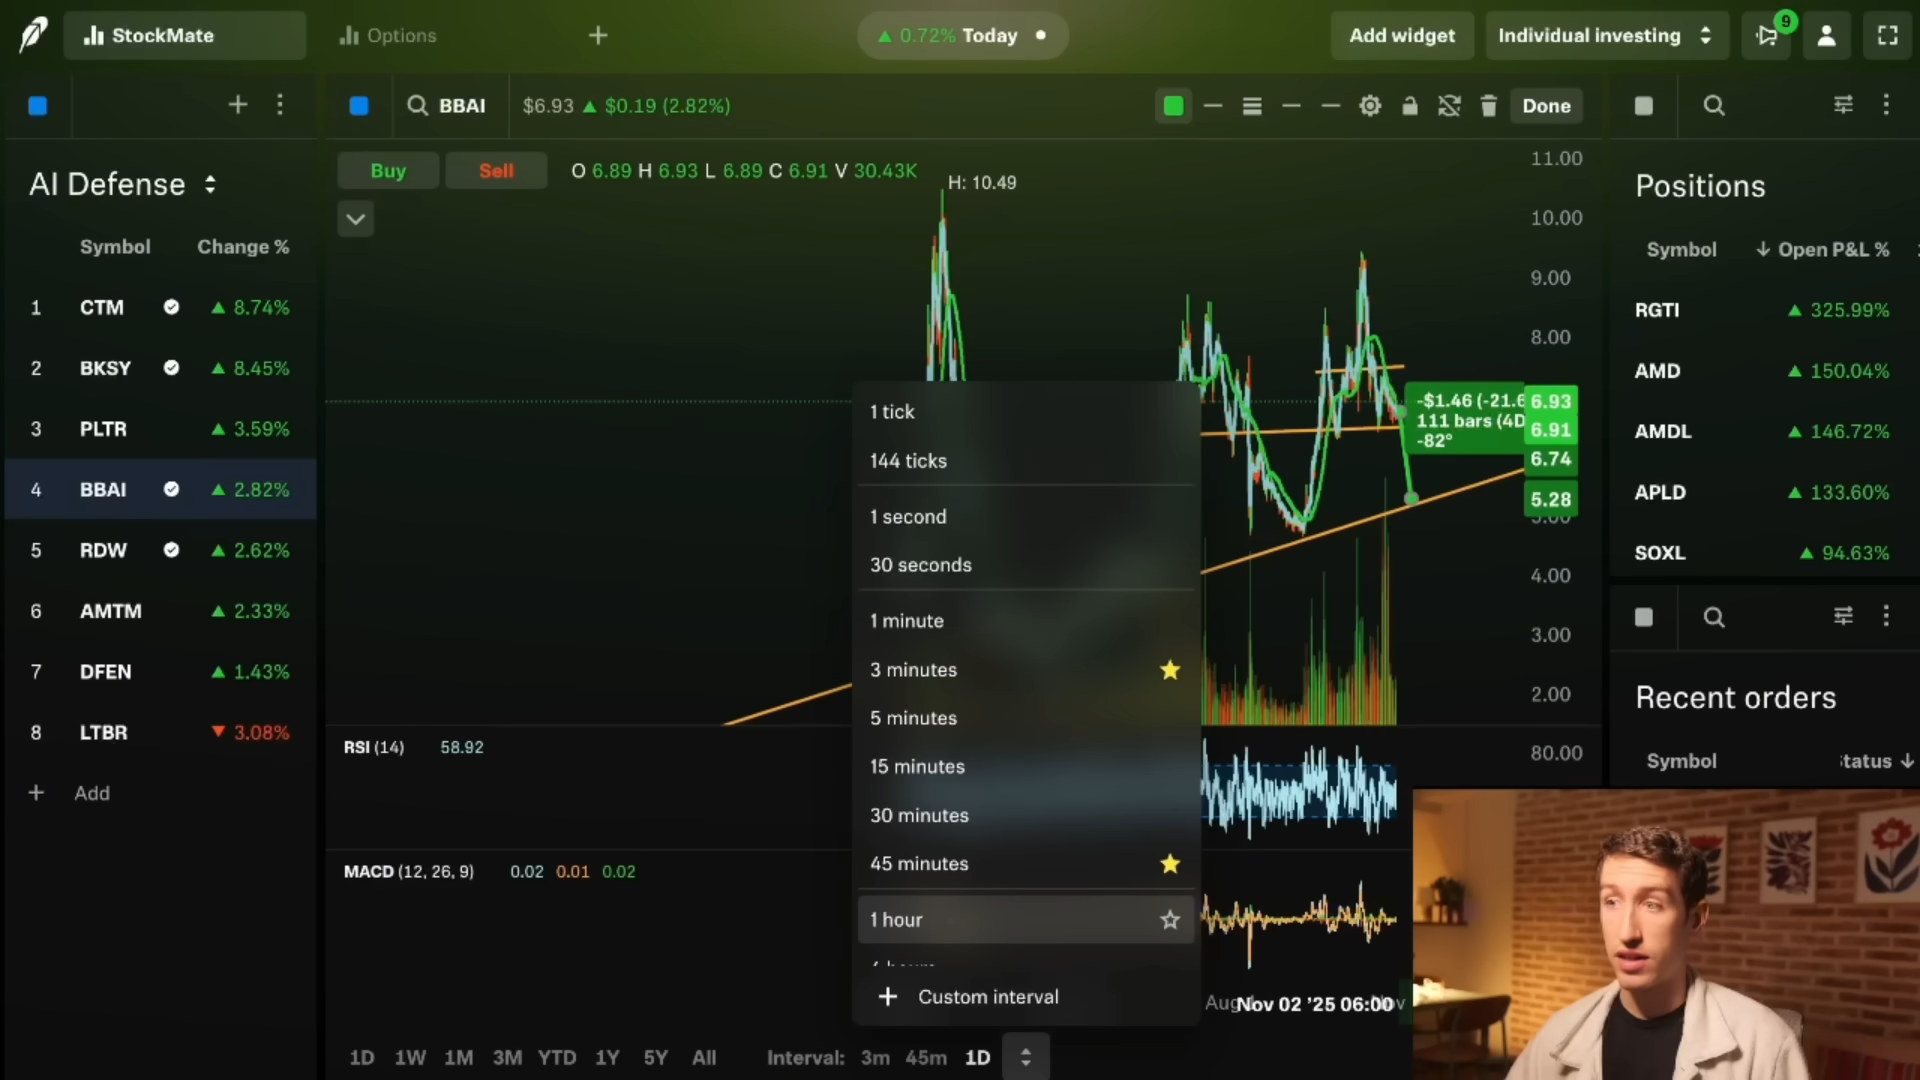 StockMate
Options
0.72% Today
Add widget
Individual investing
9
BBAI
$6.93 ▲ $0.19 (2.82%)
Done
AI Defense
Symbol Change %
1 CTM ▲ 8.74%
2 BKSY ▲ 8.45%
3 PLTR ▲ 3.59%
4 BBAI ▲ 2.82%
5 RDW ▲ 2.62%
6 AMTM ▲ 2.33%
7 DFEN ▲ 1.43%
8 LTBR ▼ 3.08%
+ Add
Buy
Sell
O 6.89 H 6.93 L 6.89 C 6.91 V 30.43K
H: 10.49
11.00
10.00
9.00
8.00
-$1.46 (-21.6
111 bars (4D
-82°
6.93
6.91
6.74
5.28
5.00
4.00
3.00
2.00
80.00
RSI (14) 58.92
MACD (12, 26, 9) 0.02 0.01 0.02
1 tick
144 ticks
1 second
30 seconds
1 minute
3 minutes
5 minutes
15 minutes
30 minutes
45 minutes
1 hour
+ Custom interval
Nov 02 '25 06:00
1D 1W 1M 3M YTD 1Y 5Y All Interval: 3m 45m 1D
Positions
Symbol ↓ Open P&L %
RGTI ▲ 325.99%
AMD ▲ 150.04%
AMDL ▲ 146.72%
APLD ▲ 133.60%
SOXL ▲ 94.63%
Recent orders
Symbol tatus ↓